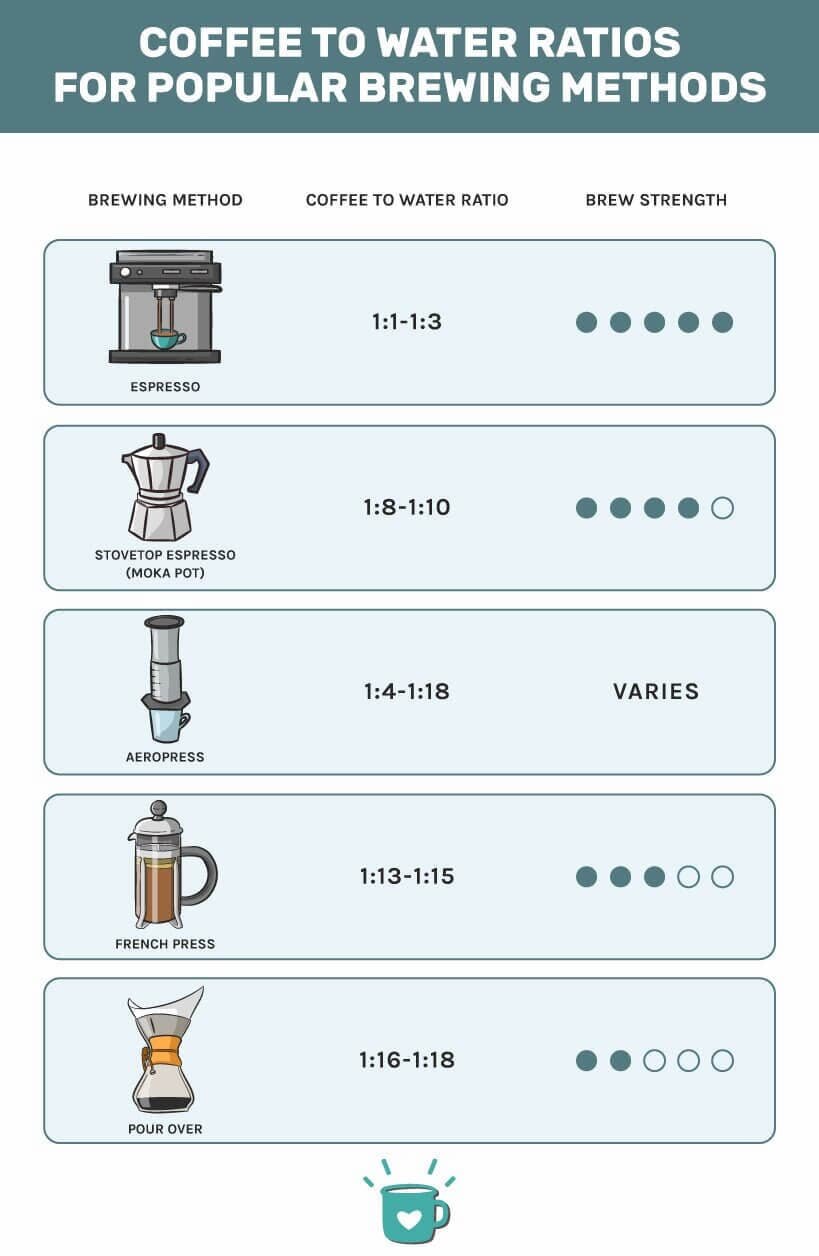 COFFEE TO WATER RATIOS
FOR POPULAR BREWING METHODS
BREWING METHOD
COFFEE TO WATER RATIO
BREW STRENGTH
ESPRESSO
1:1-1:3
STOVETOP ESPRESSO
(MOKA POT)
1:8-1:10
AEROPRESS
1:4-1:18
VARIES
FRENCH PRESS
1:13-1:15
POUR OVER
1:16-1:18